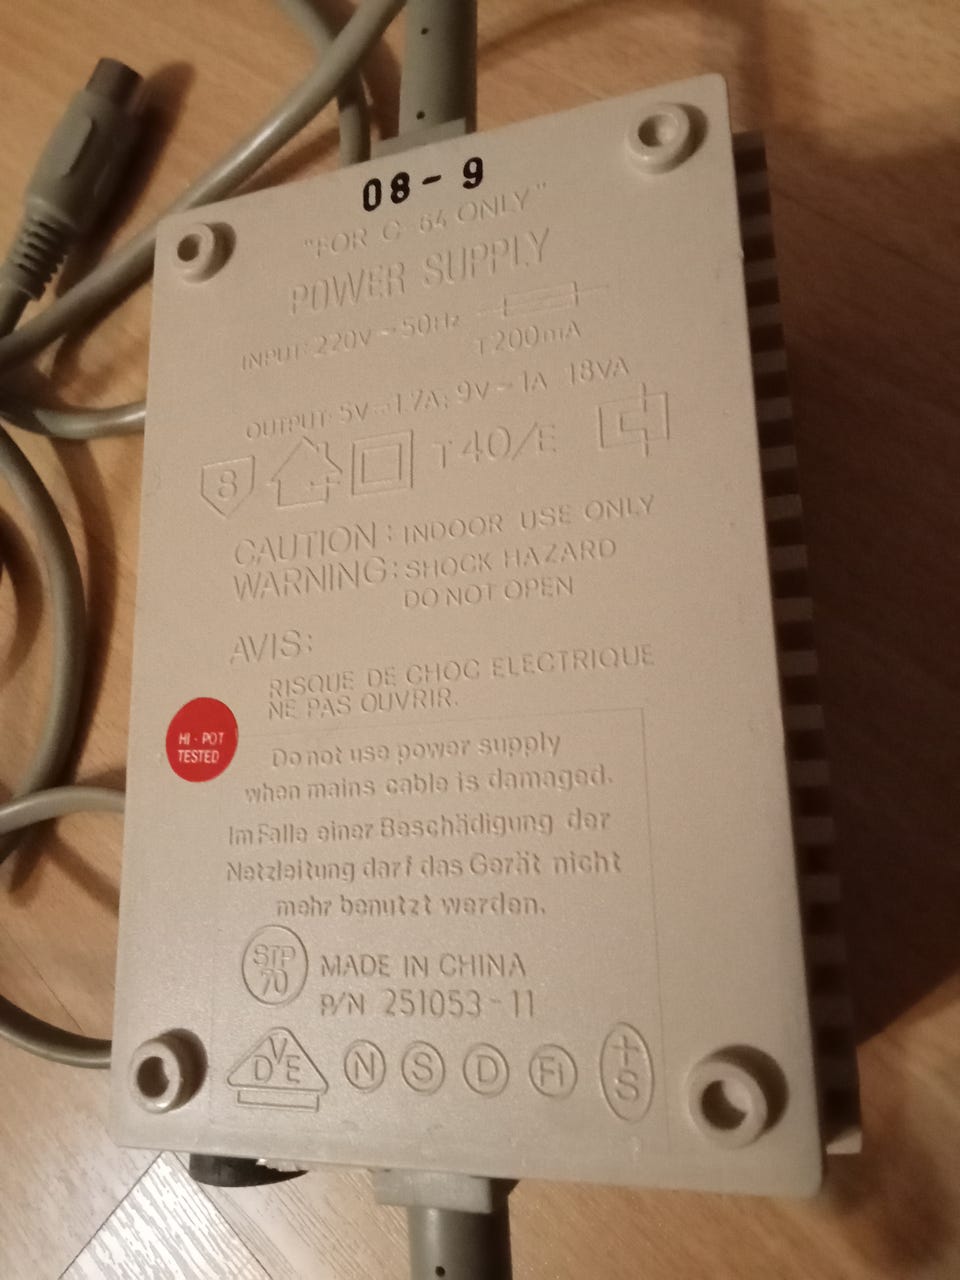 08 - 9
"FOR C-64 ONLY"
POWER SUPPLY
INPUT: 220V ~ 50Hz
T200mA
OUTPUT: 5V⎓1.7A; 9V~1A 18VA
8
T40/E
CAUTION: INDOOR USE ONLY
WARNING: SHOCK HAZARD
DO NOT OPEN
AVIS:
RISQUE DE CHOC ELECTRIQUE
NE PAS OUVRIR.
HI - POT
TESTED
Do not use power supply
when mains cable is damaged.
Im Falle einer Beschädigung der
Netzleitung darf das Gerät nicht
mehr benutzt werden.
STP
70
MADE IN CHINA
P/N 251053-11
DVE
N
S
D
Fi
+S